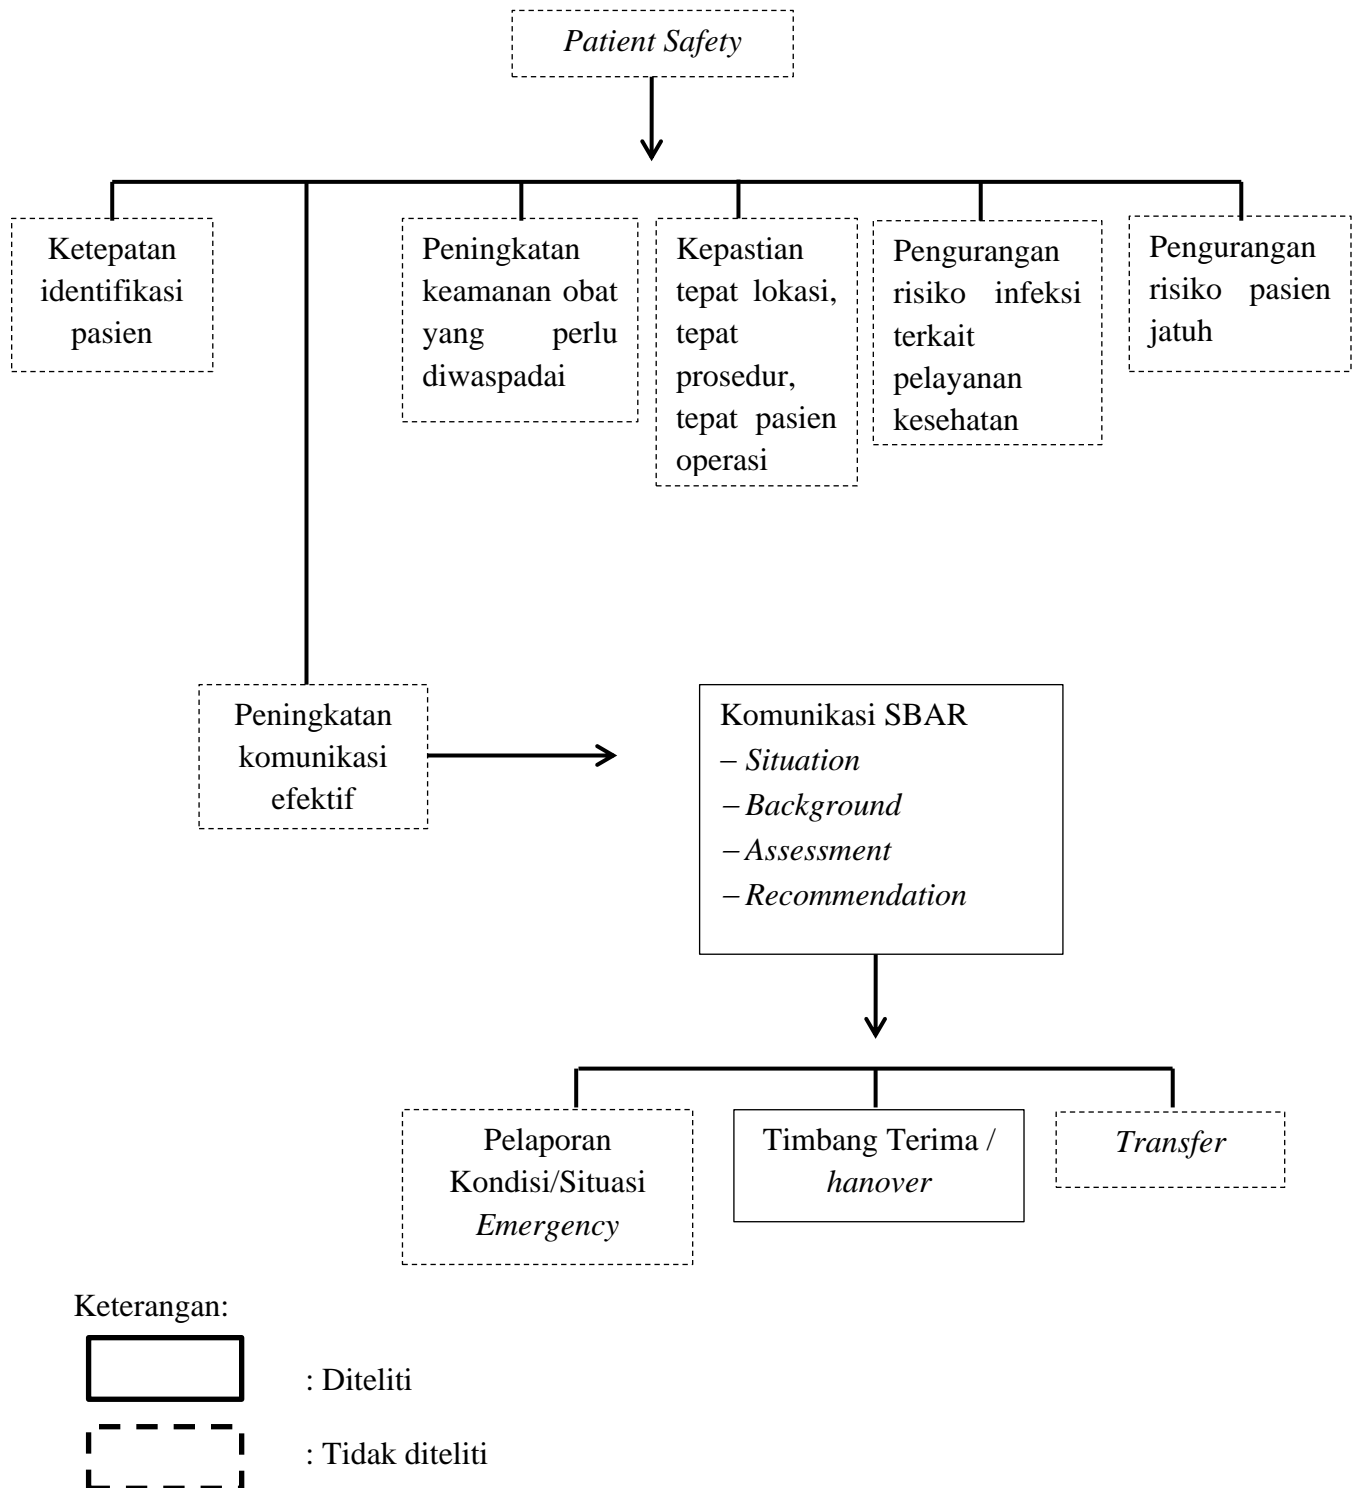 Patient Safety
Ketepatan
identifikasi
pasien
Peningkatan
keamanan obat
yang perlu
diwaspadai
Kepastian
tepat lokasi,
tepat
prosedur,
tepat pasien
operasi
Pengurangan
risiko infeksi
terkait
pelayanan
kesehatan
Pengurangan
risiko pasien
jatuh
Peningkatan
komunikasi
efektif
Komunikasi SBAR
– Situation
– Background
– Assessment
– Recommendation
Pelaporan
Kondisi/Situasi
Emergency
Timbang Terima /
hanover
Transfer
Keterangan:
: Diteliti
: Tidak diteliti